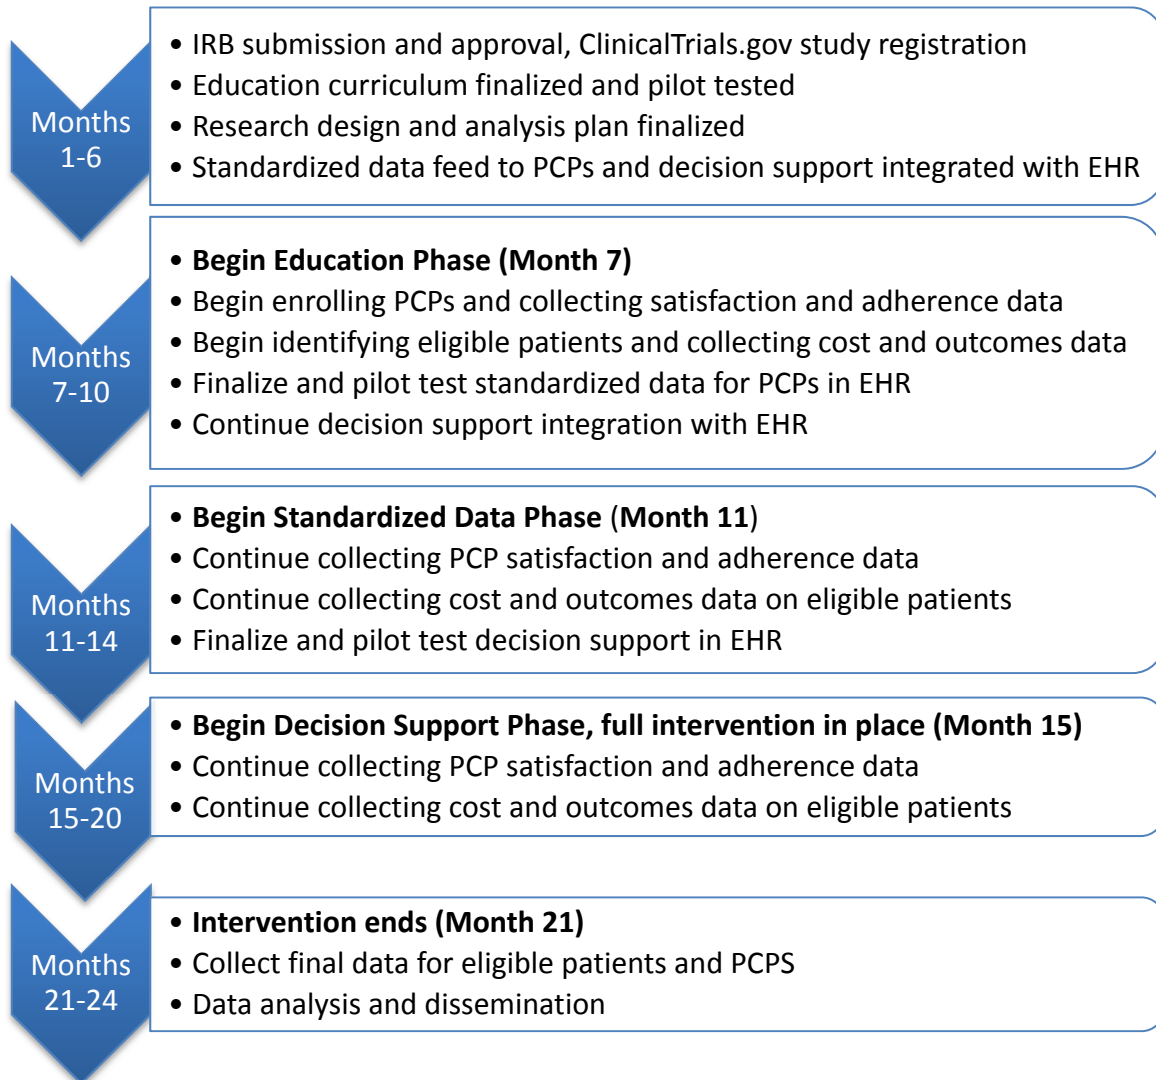 Months
1-6
• IRB submission and approval, ClinicalTrials.gov study registration
• Education curriculum finalized and pilot tested
• Research design and analysis plan finalized
• Standardized data feed to PCPs and decision support integrated with EHR
Months
7-10
• Begin Education Phase (Month 7)
• Begin enrolling PCPs and collecting satisfaction and adherence data
• Begin identifying eligible patients and collecting cost and outcomes data
• Finalize and pilot test standardized data for PCPs in EHR
• Continue decision support integration with EHR
Months
11-14
• Begin Standardized Data Phase (Month 11)
• Continue collecting PCP satisfaction and adherence data
• Continue collecting cost and outcomes data on eligible patients
• Finalize and pilot test decision support in EHR
Months
15-20
• Begin Decision Support Phase, full intervention in place (Month 15)
• Continue collecting PCP satisfaction and adherence data
• Continue collecting cost and outcomes data on eligible patients
Months
21-24
• Intervention ends (Month 21)
• Collect final data for eligible patients and PCPS
• Data analysis and dissemination